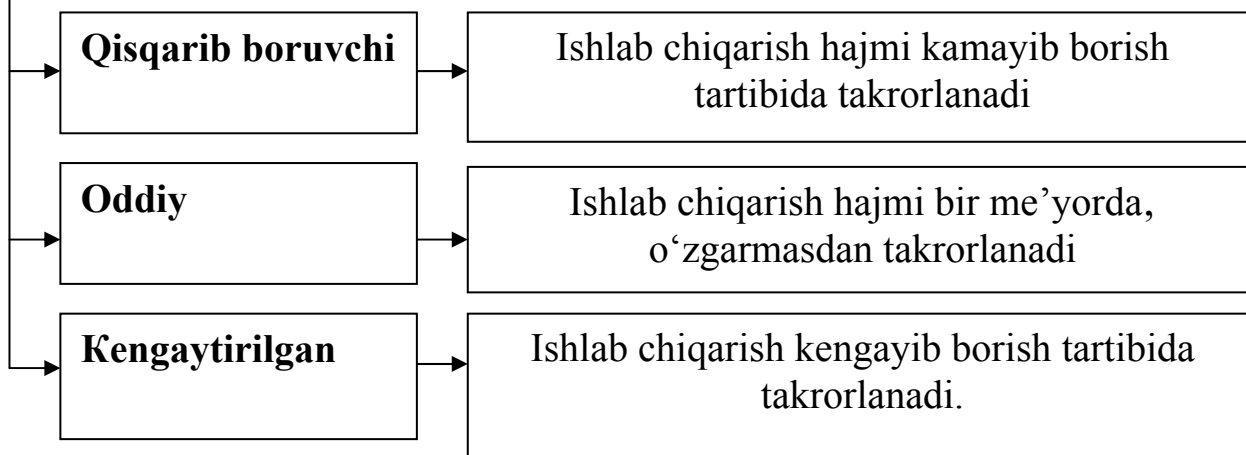 Qisqarib boruvchi
Ishlab chiqarish hajmi kamayib borish
tartibida takrorlanadi
Oddiy
Ishlab chiqarish hajmi bir me’yorda,
o‘zgarmasdan takrorlanadi
Kengaytirilgan
Ishlab chiqarish kengayib borish tartibida
takrorlanadi.